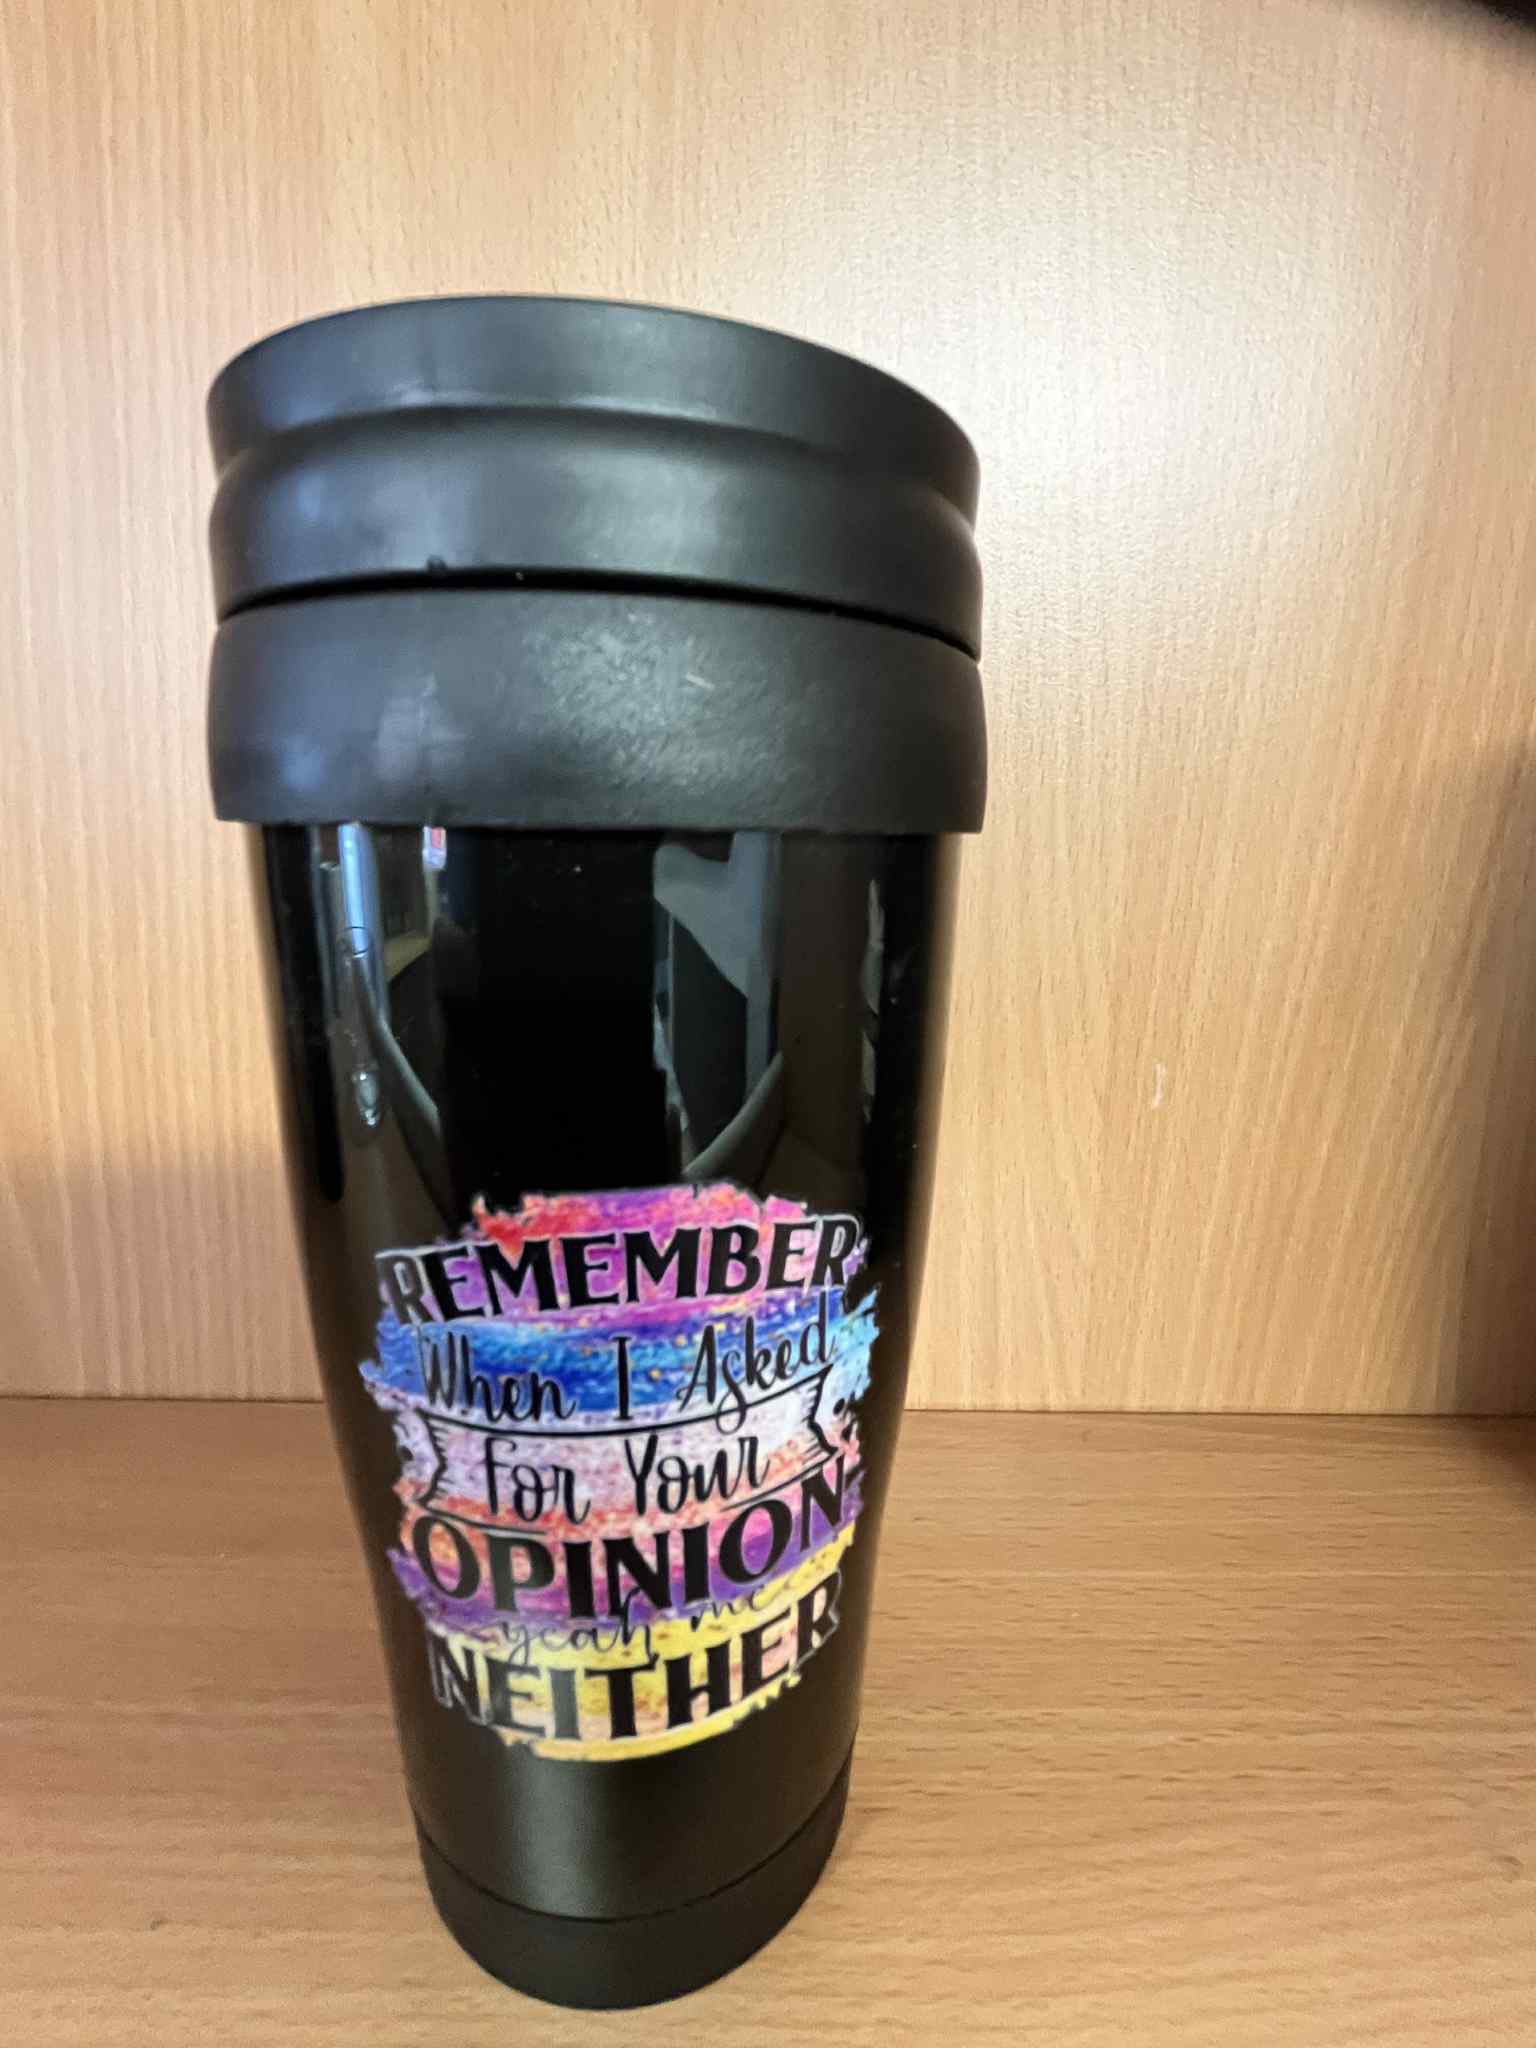 REMEMBER
When I Asked
For Your
OPINION
yeah me
NEITHER